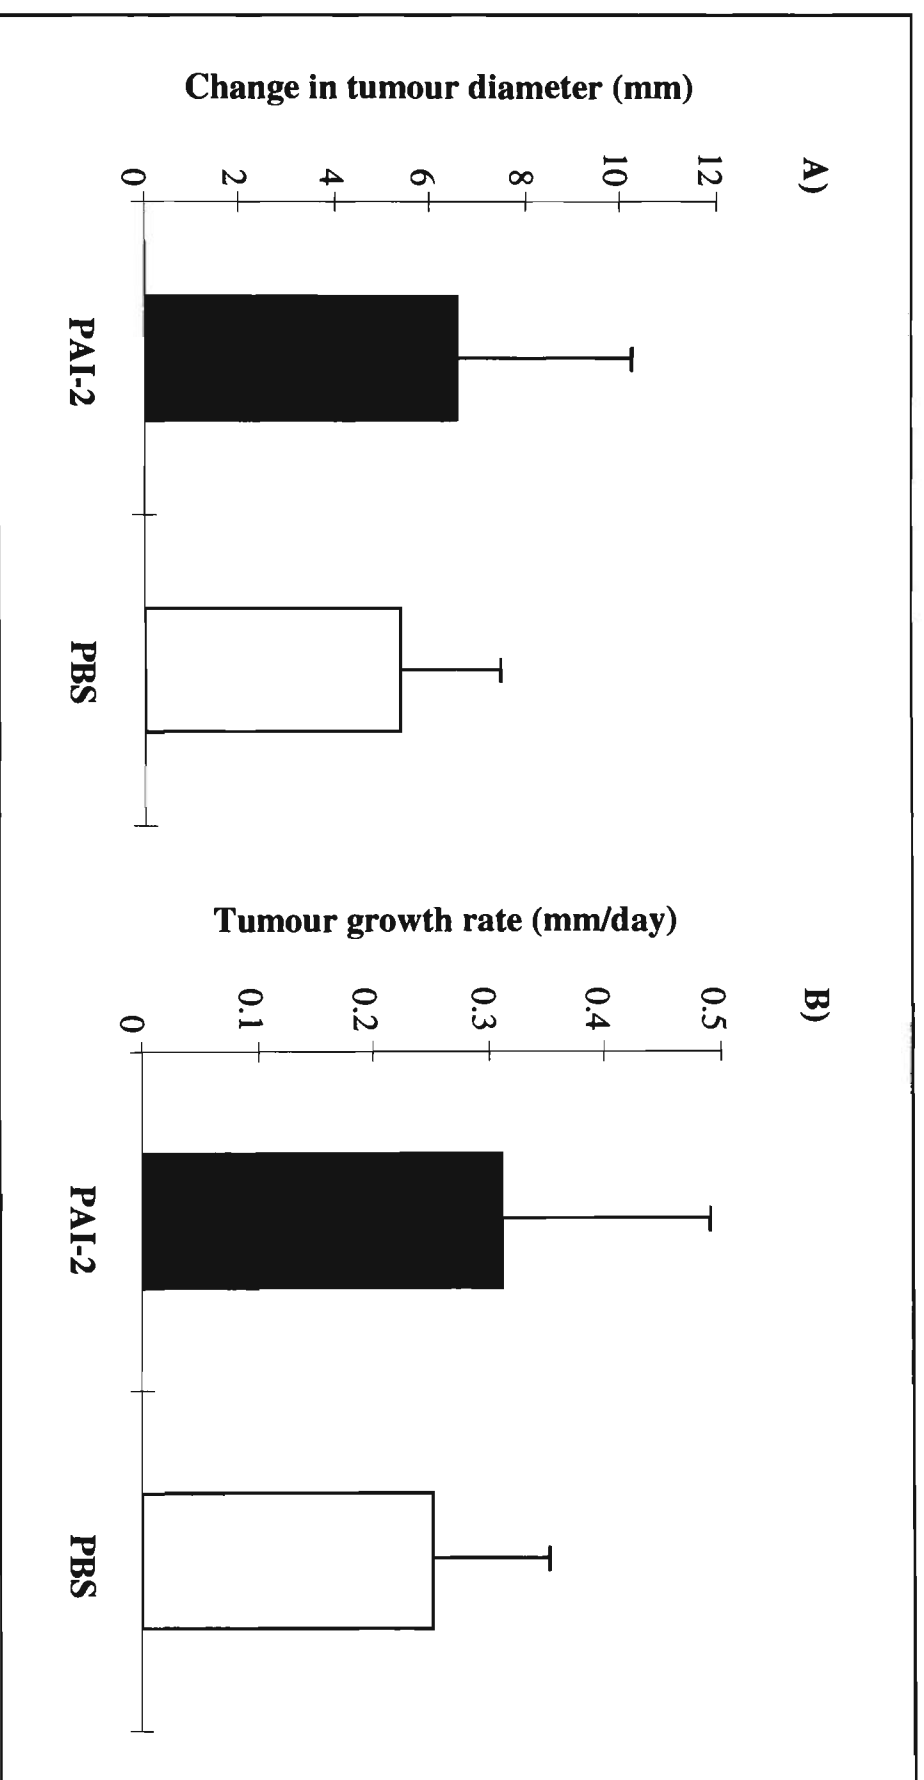 A)
Change in tumour diameter (mm)
12
10
8
6
4
2
0
PAI-2
PBS
B)
Tumour growth rate (mm/day)
0.5
0.4
0.3
0.2
0.1
0
PAI-2
PBS